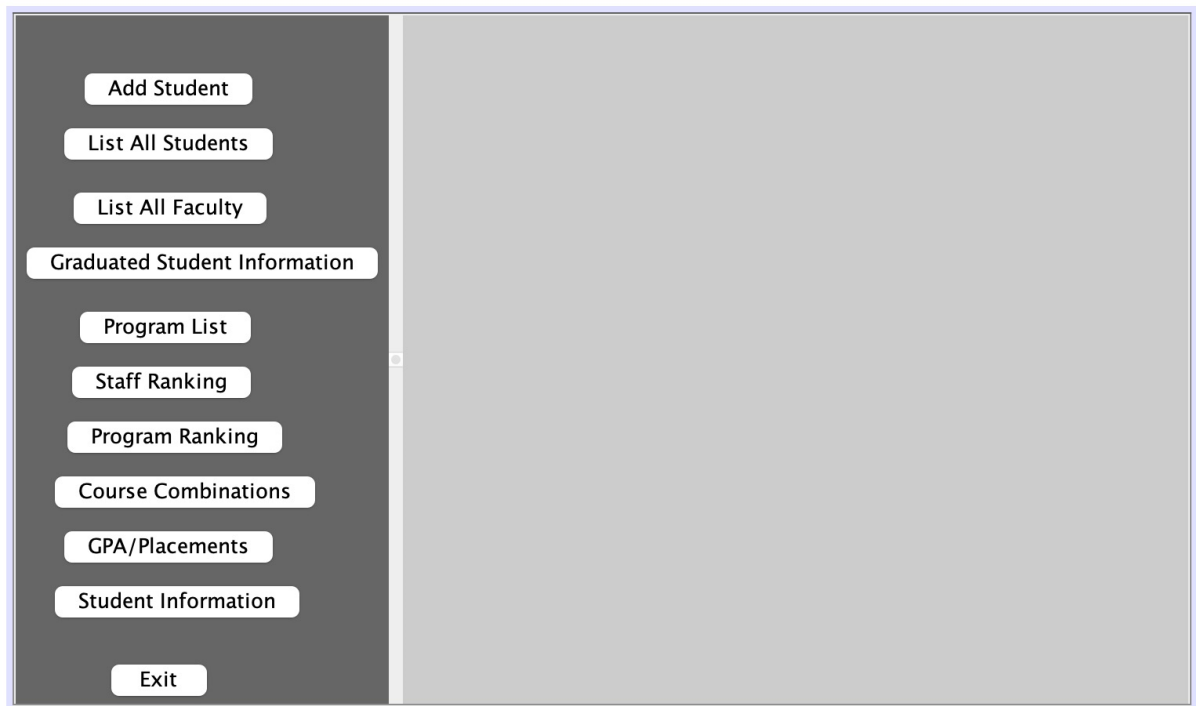 Add Student
List All Students
List All Faculty
Graduated Student Information
Program List
Staff Ranking
Program Ranking
Course Combinations
GPA/Placements
Student Information
Exit